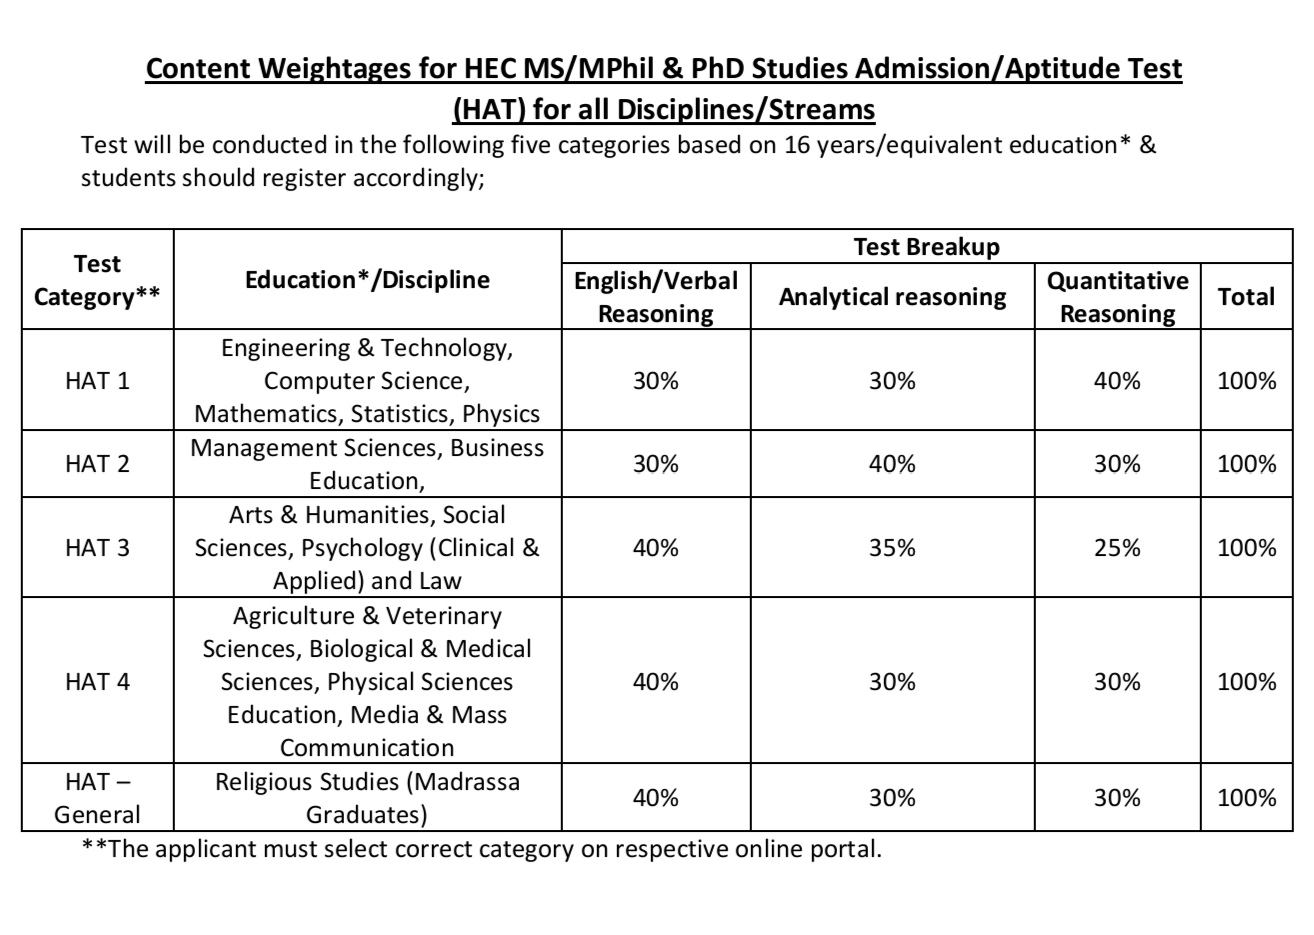 Content Weightages for HEC MS/MPhil & PhD Studies Admission/Aptitude Test
(HAT) for all Disciplines/Streams
Test will be conducted in the following five categories based on 16 years/equivalent education* &
students should register accordingly;
Test
Category**
Education*/Discipline
Test Breakup
English/Verbal
Reasoning
Analytical reasoning
Quantitative
Reasoning
Total
HAT 1
Engineering & Technology,
Computer Science,
Mathematics, Statistics, Physics
30%
30%
40%
100%
HAT 2
Management Sciences, Business
Education,
30%
40%
30%
100%
HAT 3
Arts & Humanities, Social
Sciences, Psychology (Clinical &
Applied) and Law
40%
35%
25%
100%
HAT 4
Agriculture & Veterinary
Sciences, Biological & Medical
Sciences, Physical Sciences
Education, Media & Mass
Communication
40%
30%
30%
100%
HAT –
General
Religious Studies (Madrassa
Graduates)
40%
30%
30%
100%
**The applicant must select correct category on respective online portal.